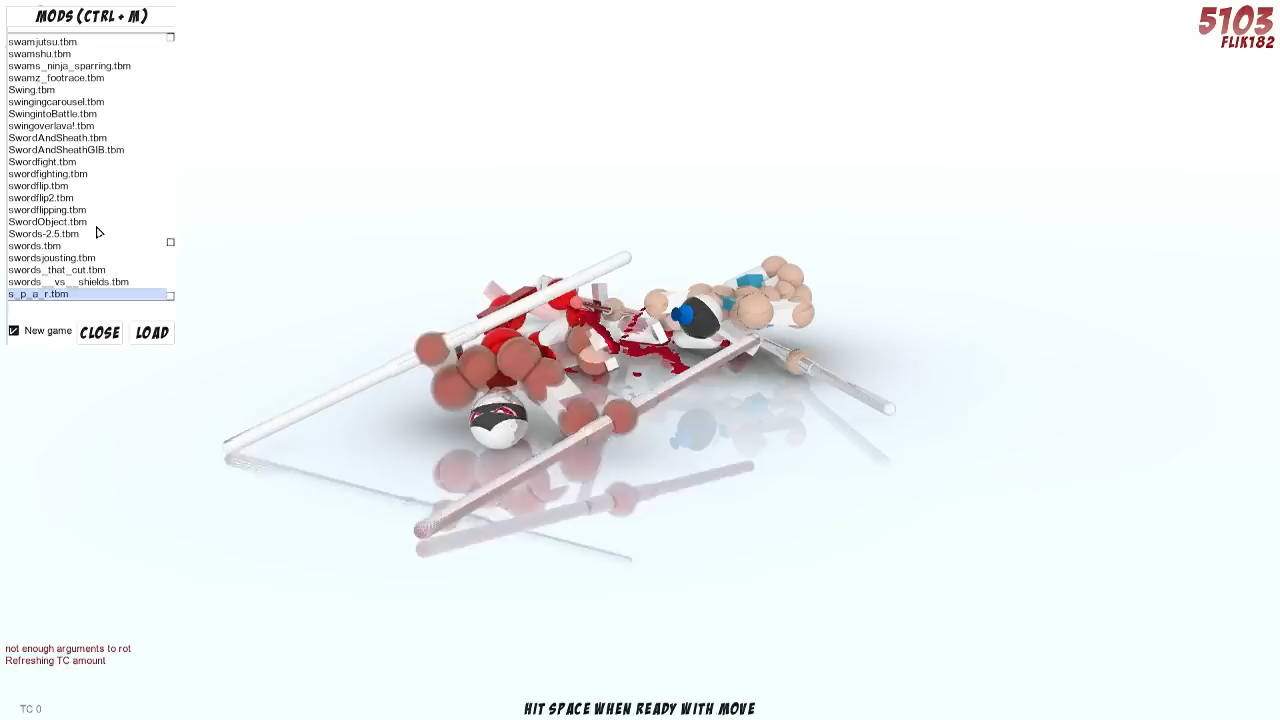 MODS (CTRL + M)
swamjutsu.tbm
swamshu.tbm
swams_ninja_sparring.tbm
swamz_footrace.tbm
Swing.tbm
swingingcarousel.tbm
SwingintoBattle.tbm
swingoverlava!.tbm
SwordAndSheath.tbm
SwordAndSheathGIB.tbm
Swordfight.tbm
swordfighting.tbm
swordflip.tbm
swordflip2.tbm
swordflipping.tbm
SwordObject.tbm
Swords-2.5.tbm
swords.tbm
swordsjousting.tbm
swords_that_cut.tbm
swords__vs__shields.tbm
s_p_a_r.tbm
New game CLOSE LOAD
5103
FLIK182
not enough arguments to rot
Refreshing TC amount
TC 0
HIT SPACE WHEN READY WITH MOVE